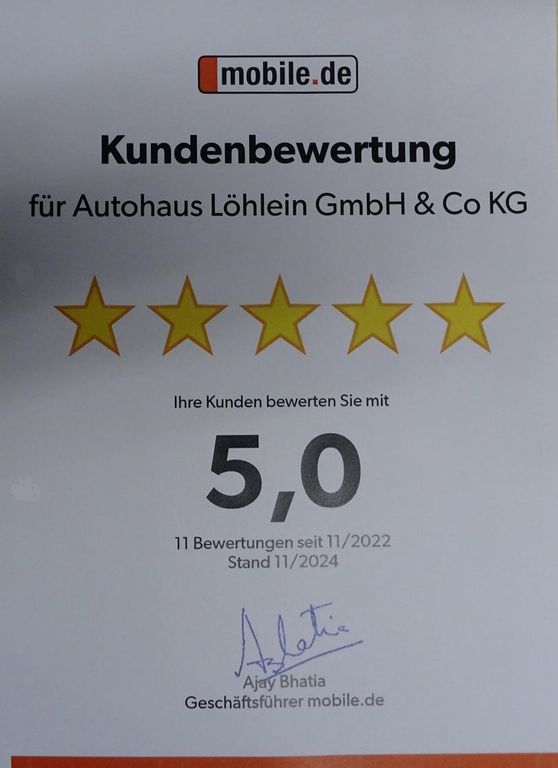 mobile.de
Kundenbewertung
für Autohaus Löhlein GmbH & Co KG
Ihre Kunden bewerten Sie mit
5,0
11 Bewertungen seit 11/2022
Stand 11/2024
A Bhatia
Ajay Bhatia
Geschäftsführer mobile.de